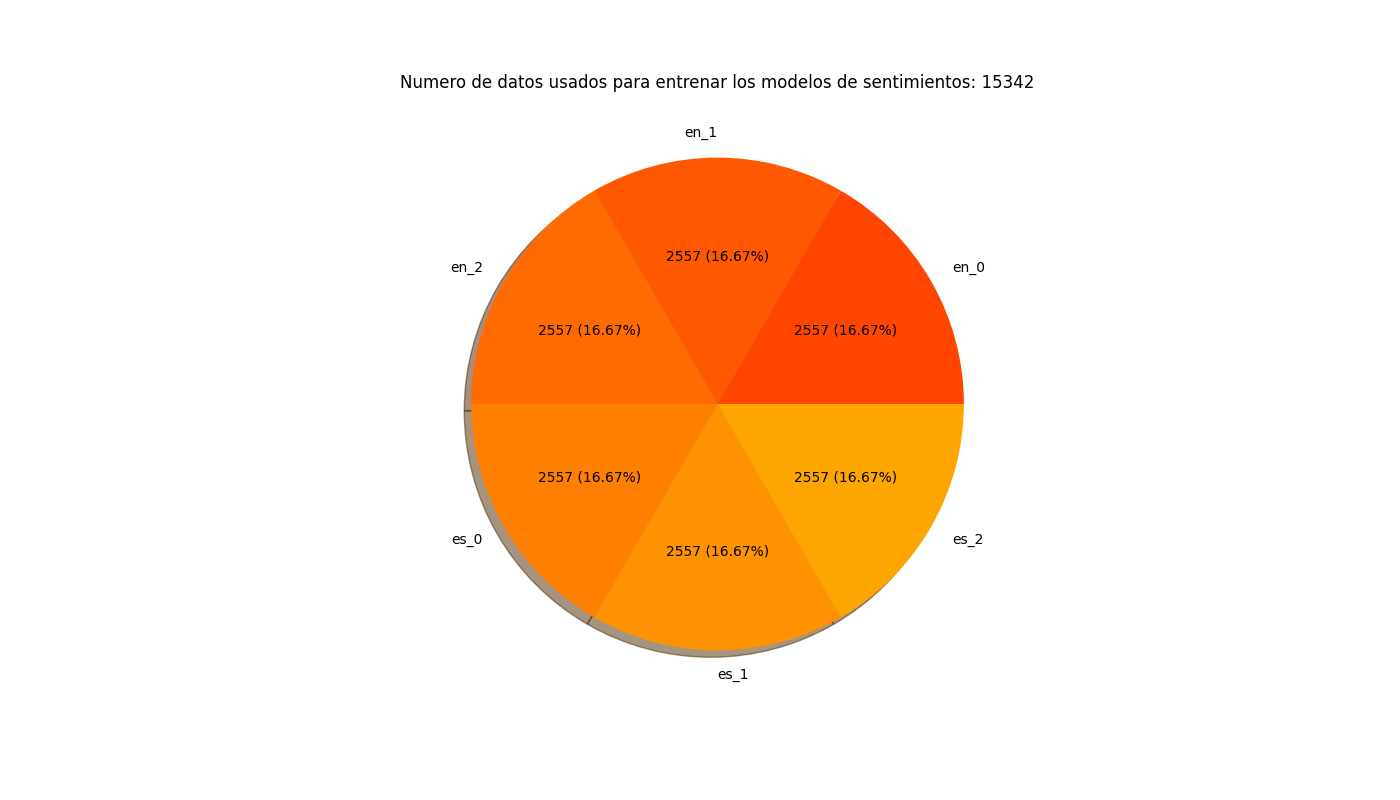 Numero de datos usados para entrenar los modelos de sentimientos: 15342
en_1
en_2
en_0
2557 (16.67%)
2557 (16.67%)
2557 (16.67%)
2557 (16.67%)
2557 (16.67%)
es_0
es_2
2557 (16.67%)
es_1